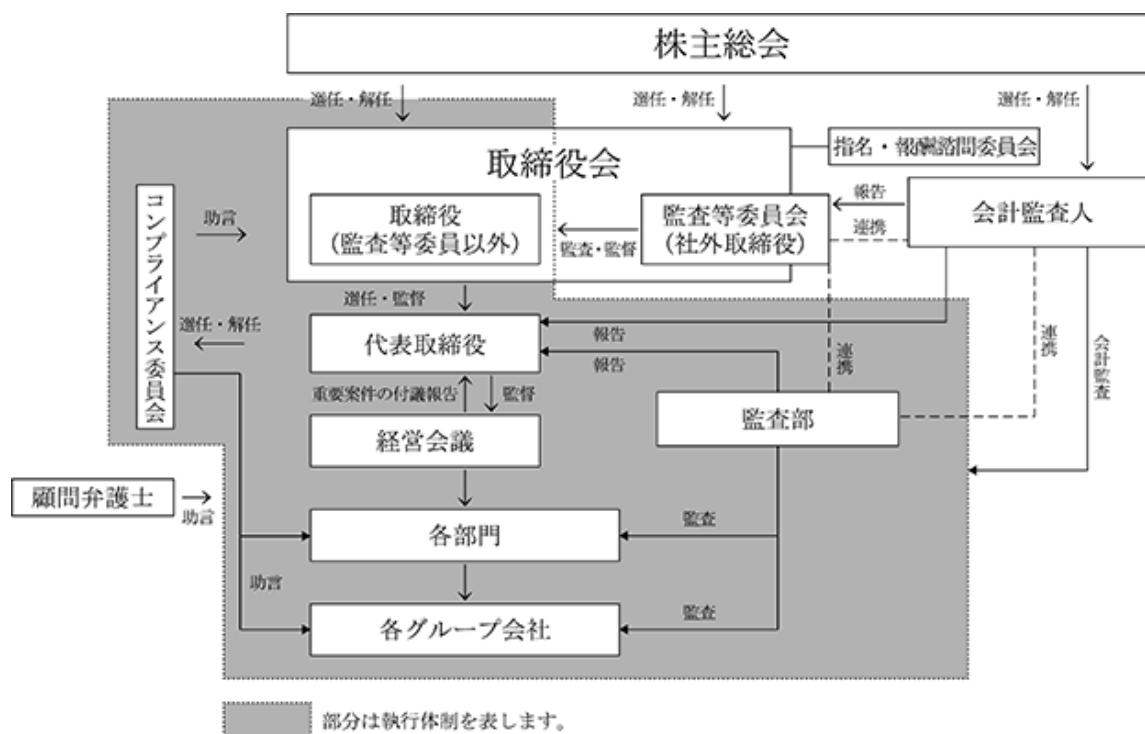 株主総会
選任・解任
選任・解任
選任・解任
取締役会
指名・報酬諮問委員会
コンプライアンス委員会
助言
取締役
(監査等委員以外)
監査・監督
監査等委員会
(社外取締役)
報告
連携
会計監査人
選任・監督
選任・解任
代表取締役
報告
報告
連携
連携
会計監査
重要案件の付議報告
監督
経営会議
監査部
顧問弁護士
助言
各部門
監査
助言
各グループ会社
監査
部分は執行体制を表します。